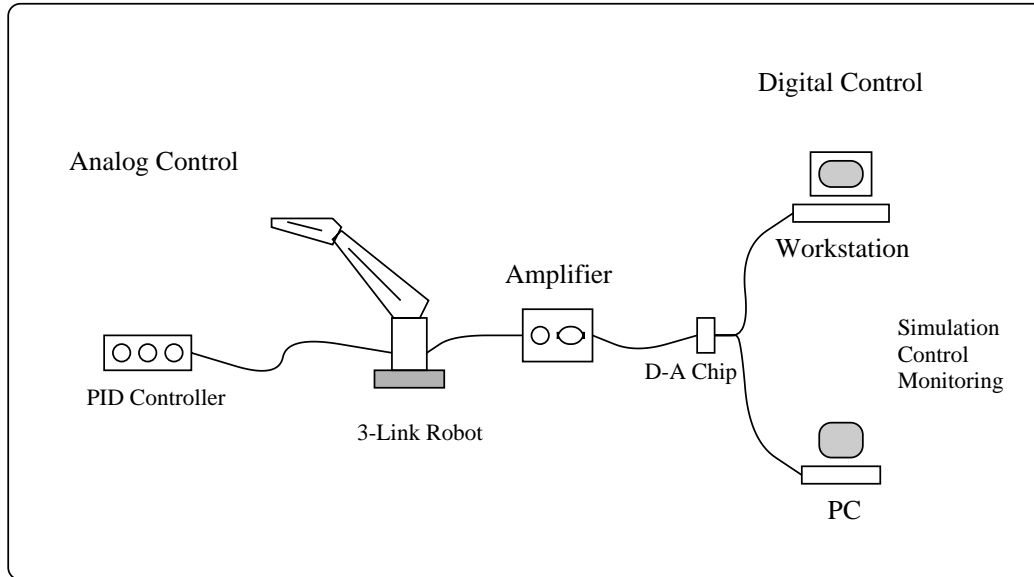 Digital Control
Analog Control
Workstation
Amplifier
Simulation
Control
Monitoring
D-A Chip
PID Controller
3-Link Robot
PC